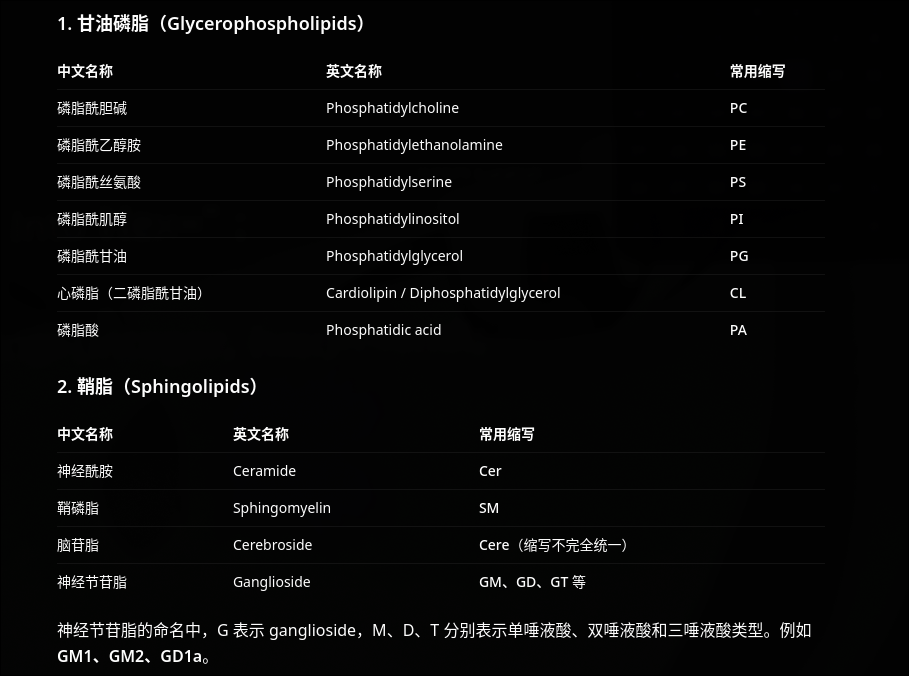 1. 甘油磷脂（Glycerophospholipids）
中文名称 英文名称 常用缩写
磷脂酰胆碱 Phosphatidylcholine PC
磷脂酰乙醇胺 Phosphatidylethanolamine PE
磷脂酰丝氨酸 Phosphatidylserine PS
磷脂酰肌醇 Phosphatidylinositol PI
磷脂酰甘油 Phosphatidylglycerol PG
心磷脂（二磷脂酰甘油） Cardiolipin / Diphosphatidylglycerol CL
磷脂酸 Phosphatidic acid PA
2. 鞘脂（Sphingolipids）
中文名称 英文名称 常用缩写
神经酰胺 Ceramide Cer
鞘磷脂 Sphingomyelin SM
脑苷脂 Cerebroside Cere（缩写不完全统一）
神经节苷脂 Ganglioside GM、GD、GT 等
神经节苷脂的命名中，G 表示 ganglioside，M、D、T 分别表示单唾液酸、双唾液酸和三唾液酸类型。例如
GM1、GM2、GD1a。